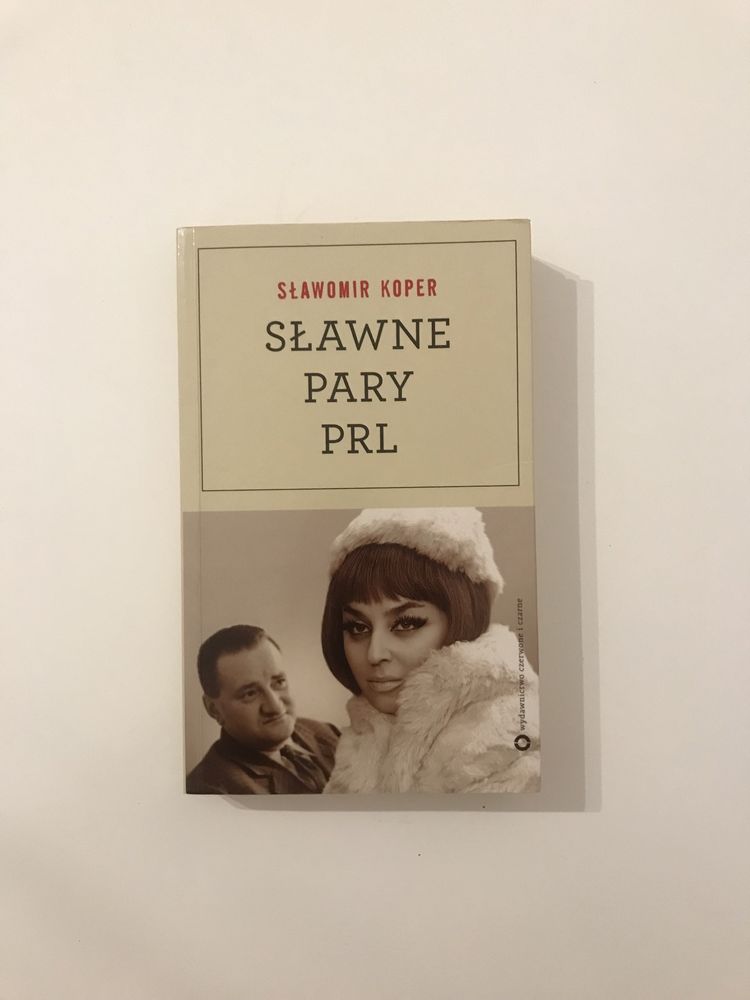 SŁAWOMIR KOPER
SŁAWNE
PARY
PRL
wydawnictwo czerwone i czarne